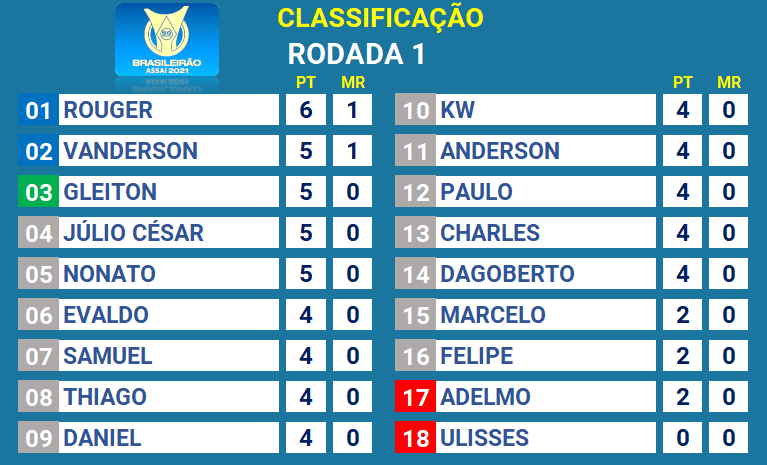 CLASSIFICAÇÃO
BRASILEIRÃO
ASSAÍ 2021
RODADA 1
PT MR
01 ROUGER 6 1
02 VANDERSON 5 1
03 GLEITON 5 0
04 JÚLIO CÉSAR 5 0
05 NONATO 5 0
06 EVALDO 4 0
07 SAMUEL 4 0
08 THIAGO 4 0
09 DANIEL 4 0
PT MR
10 KW 4 0
11 ANDERSON 4 0
12 PAULO 4 0
13 CHARLES 4 0
14 DAGOBERTO 4 0
15 MARCELO 2 0
16 FELIPE 2 0
17 ADELMO 2 0
18 ULISSES 0 0